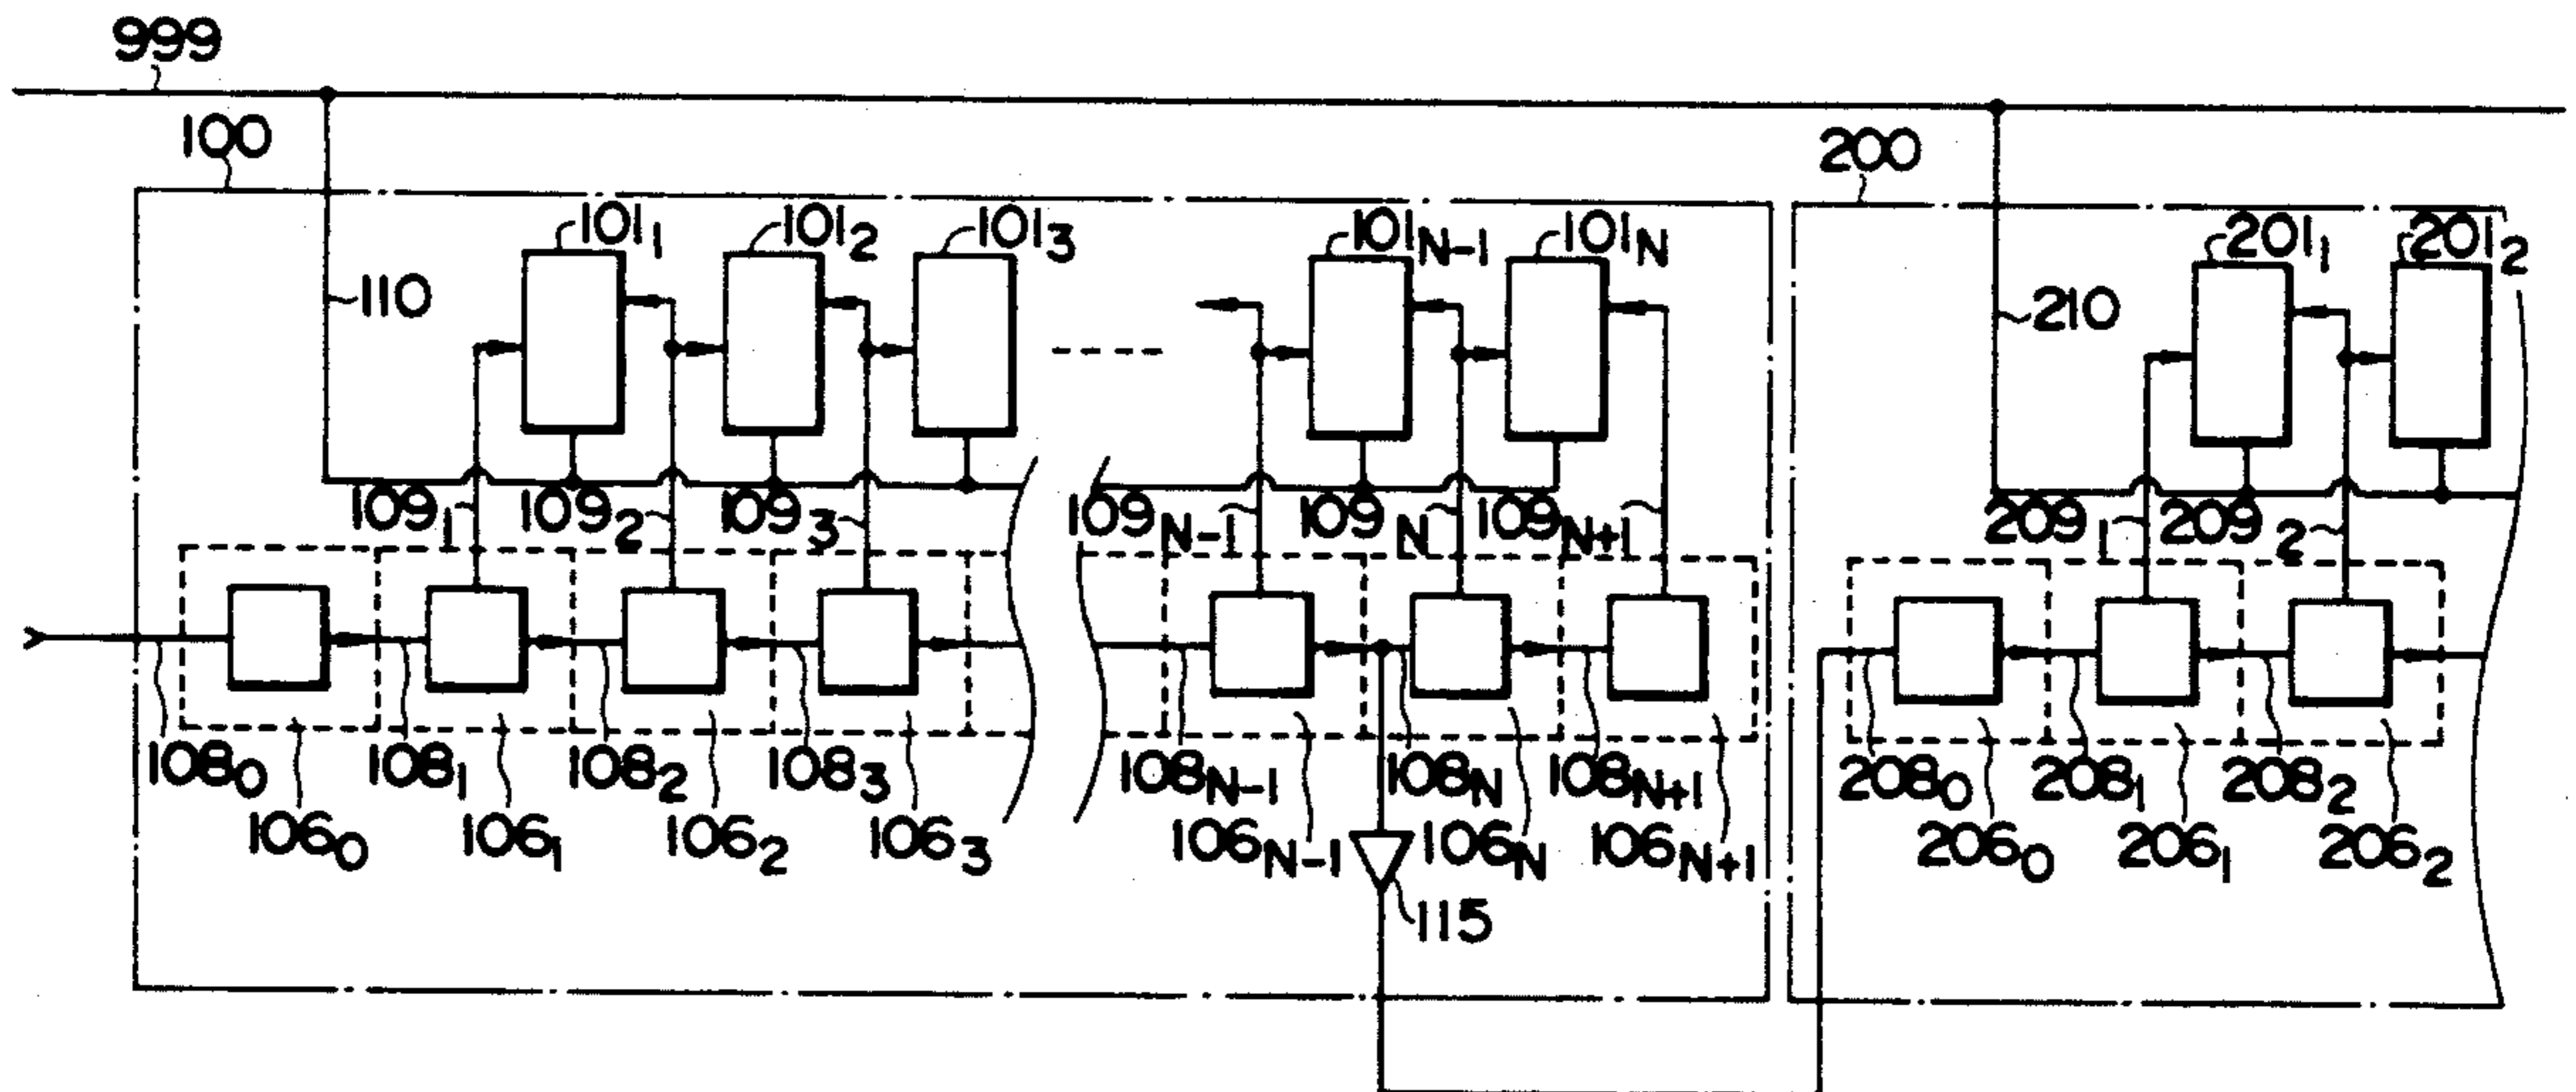 999
100
200
101₁ 101₂ 101₃ 101N-1 101N 201₁ 201₂
110 210
109₁ 109₂ 109₃ 109N-1 109N 109N+1 209₁ 209₂
108₀ 108₁ 108₂ 108₃ 108N-1 108N 108N+1 208₀ 208₁ 208₂
106₀ 106₁ 106₂ 106₃ 106N-1 106N 106N+1 206₀ 206₁ 206₂
115